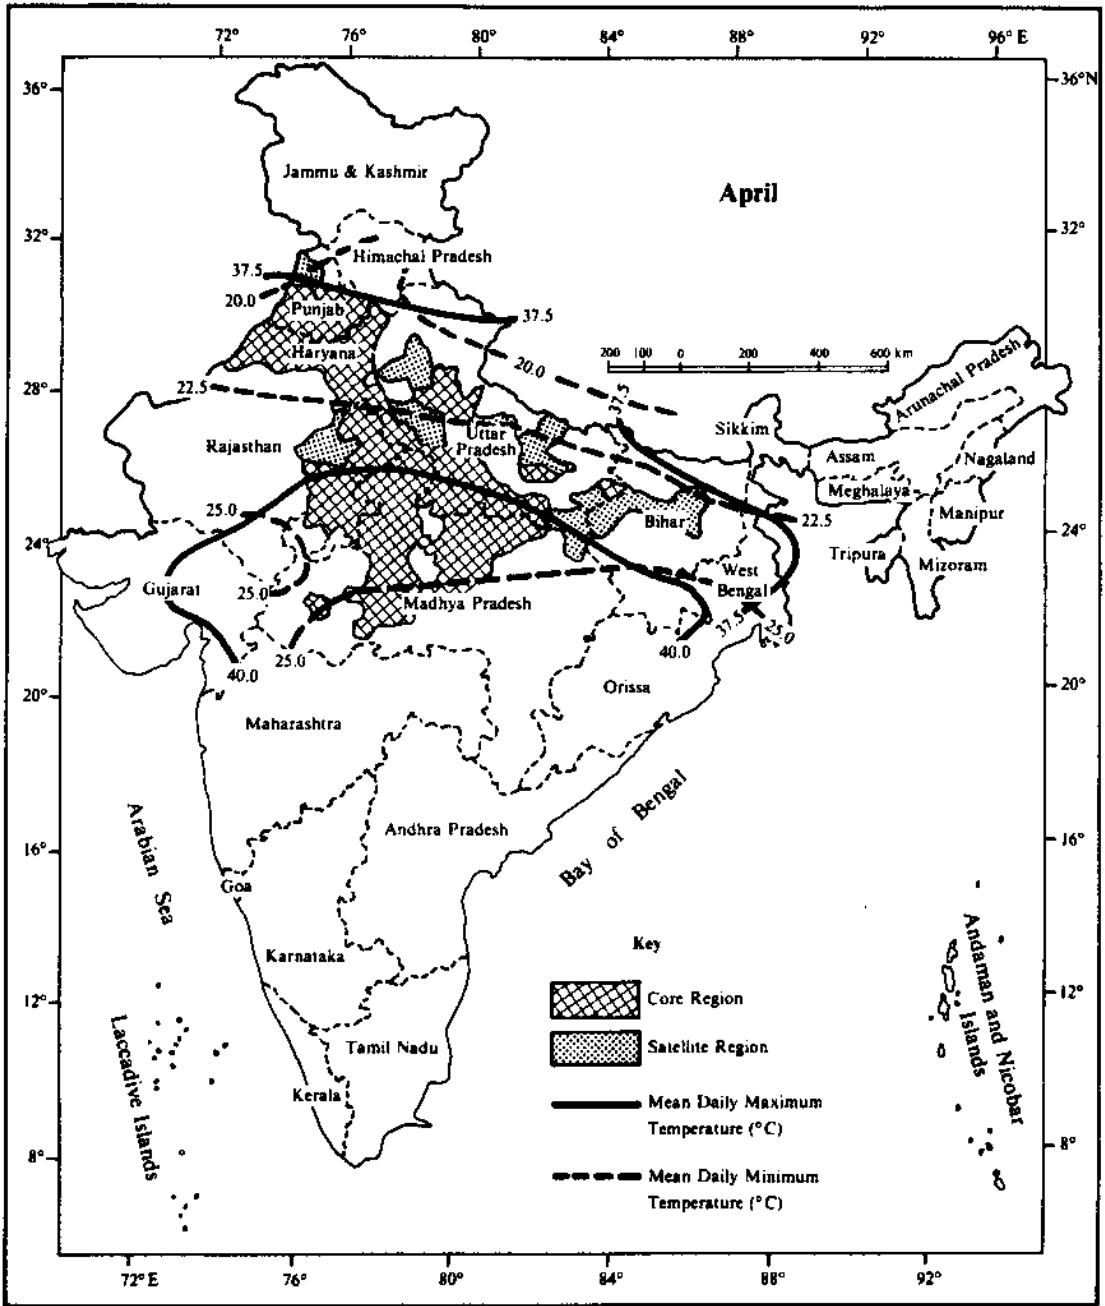 72°
76°
80°
84°
88°
92°
96° E
36°
36°N
Jammu & Kashmir
April
32°
32°
Himachal Pradesh
37.5
20.0
Punjab
37.5
Haryana
20.0
200 100 0 200 400 600 km
28°
28°
22.5
37.5
Arunachal Pradesh
Sikkim
Rajasthan
Uttar
Pradesh
Assam
Nagaland
Meghalaya
25.0
Bihar
22.5
Manipur
24°
24°
Tripura
Mizoram
Gujarat
25.0
West
Bengal
Madhya Pradesh
37.5
25.0
40.0
25.0
40.0
Orissa
20°
20°
Maharashtra
Arabian Sea
Andhra Pradesh
Bay of Bengal
16°
16°
Goa
Karnataka
Key
Core Region
12°
12°
Andaman and Nicobar
Islands
Laccadive Islands
Tamil Nadu
Satellite Region
Kerala
Mean Daily Maximum
Temperature (°C)
8°
8°
Mean Daily Minimum
Temperature (°C)
72° E
76°
80°
84°
88°
92°